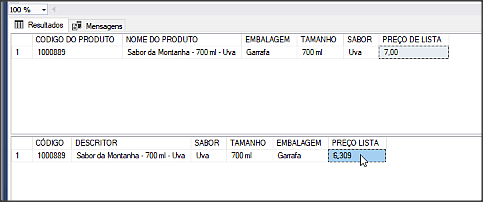 100 %
Resultados Mensagens
CODIGO DO PRODUTO NOME DO PRODUTO EMBALAGEM TAMANHO SABOR PREÇO DE LISTA
1 1000889 Sabor da Montanha - 700 ml - Uva Garrafa 700 ml Uva 7,00
CÓDIGO DESCRITOR SABOR TAMANHO EMBALAGEM PREÇO LISTA
1 1000889 Sabor da Montanha - 700 ml - Uva Uva 700 ml Garrafa 6,309